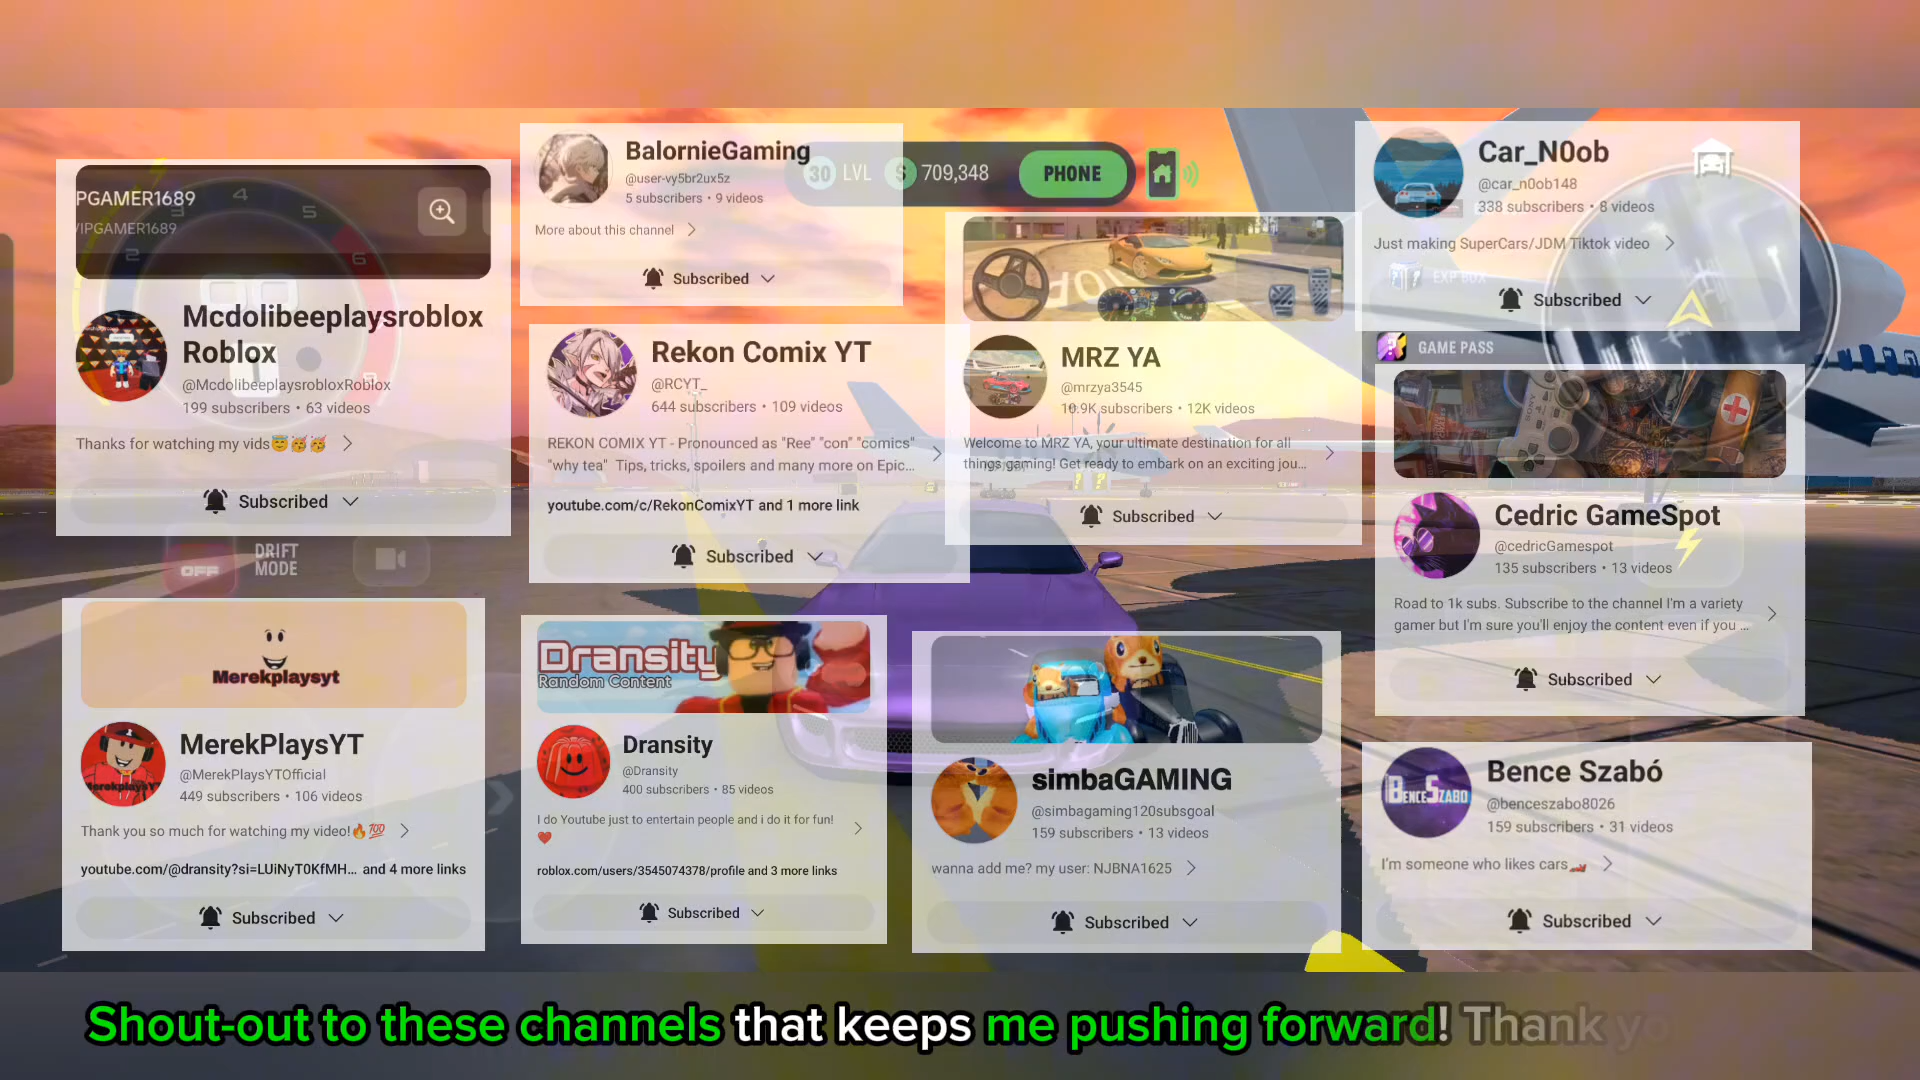 PGAMER1689
VIPGAMER1689
Mcdolibeeplaysroblox
Roblox
@McdolibeeplaysrobloxRoblox
199 subscribers • 63 videos
Thanks for watching my vids😇🥳🥳
Subscribed
BalornieGaming
@user-vy5br2ux5z
5 subscribers • 9 videos
More about this channel
Subscribed
30 LVL $ 709,348 PHONE
Rekon Comix YT
@RCYT_
644 subscribers • 109 videos
REKON COMIX YT - Pronounced as "Ree" "con" "comics"
"why tea" Tips, tricks, spoilers and many more on Epic...
youtube.com/c/RekonComixYT and 1 more link
Subscribed
MRZ YA
@mrzya3545
10.9K subscribers • 12K videos
Welcome to MRZ YA, your ultimate destination for all
things gaming! Get ready to embark on an exciting jou...
Subscribed
Car_N0ob
@car_n0ob148
338 subscribers • 8 videos
Just making SuperCars/JDM Tiktok video
EXP BOX
Subscribed
GAME PASS
Cedric GameSpot
@cedricGamespot
135 subscribers • 13 videos
Road to 1k subs. Subscribe to the channel I'm a variety
gamer but I'm sure you'll enjoy the content even if you ...
Subscribed
OFF
DRIFT
MODE
2
3
4
5
6
Merekplaysyt
MerekPlaysYT
@MerekPlaysYTOfficial
449 subscribers • 106 videos
Thank you so much for watching my video!🔥💯
youtube.com/@dransity?si=LUiNyT0KfMH... and 4 more links
Subscribed
Dransity
Random Content
Dransity
@Dransity
400 subscribers • 85 videos
I do Youtube just to entertain people and i do it for fun!
❤️
roblox.com/users/3545074378/profile and 3 more links
Subscribed
simbaGAMING
@simbagaming120subsgoal
159 subscribers • 13 videos
wanna add me? my user: NJBNA1625
Subscribed
BENCE SZABO
Bence Szabó
@benceszabo8026
159 subscribers • 31 videos
I'm someone who likes cars🏎️
Subscribed
Shout-out to these channels that keeps me pushing forward! Thank yo